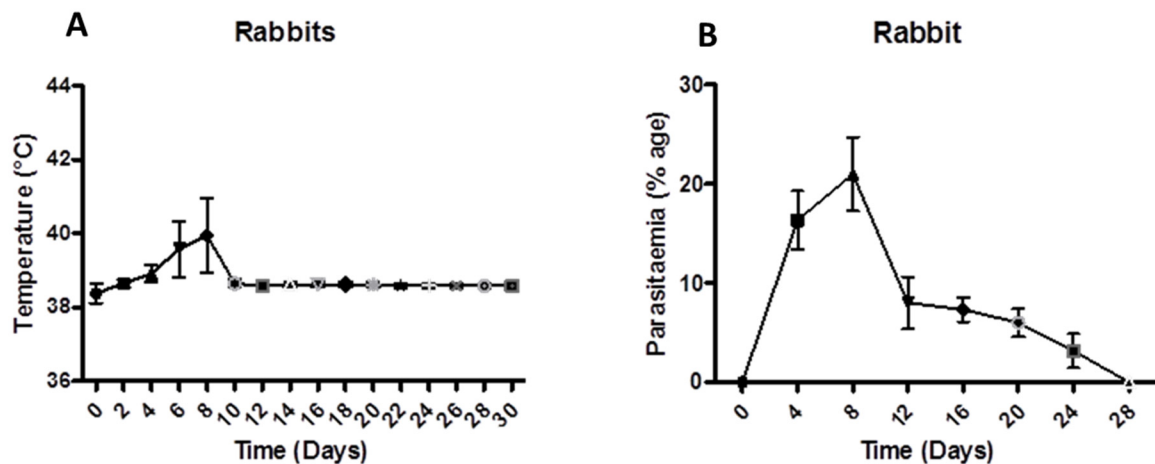 A
Rabbits
Temperature (°C)
44
42
40
38
36
0 2 4 6 8 10 12 14 16 18 20 22 24 26 28 30
Time (Days)
B
Rabbit
Parasitaemia (% age)
30
20
10
0
0 4 8 12 16 20 24 28
Time (Days)